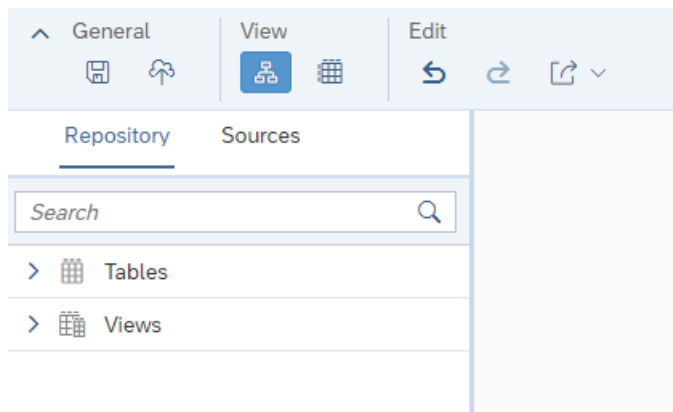 General View Edit
Repository Sources
Search
Tables
Views